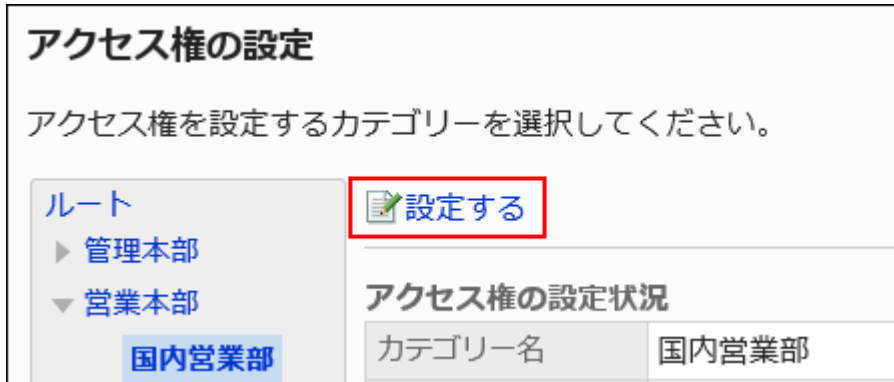 アクセス権の設定
アクセス権を設定するカテゴリーを選択してください。
ルート
管理本部
営業本部
国内営業部
設定する
アクセス権の設定状況
カテゴリー名 国内営業部